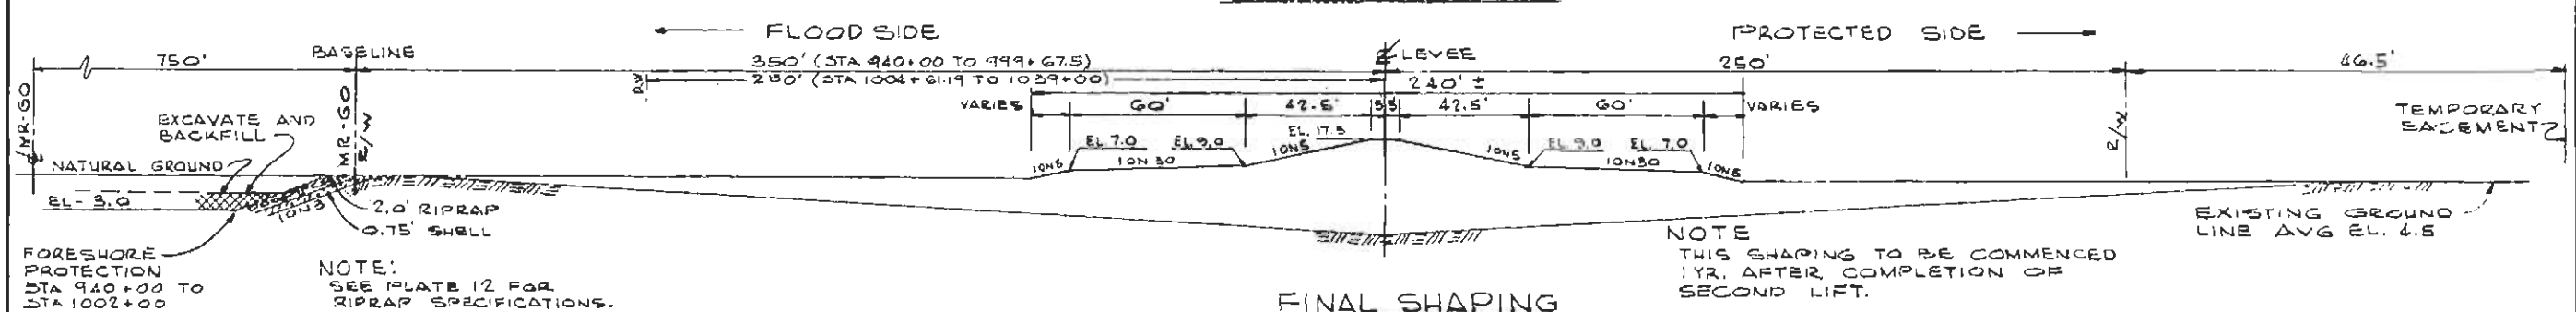 ← FLOOD SIDE
PROTECTED SIDE →
750'
BASELINE
350' (STA 940+00 TO 999+67.5)
℄ LEVEE
250'
46.5'
R/W
(STA 1004+61.19 TO 1039+00)
240' ±
VARIES
60'
42.5'
5
5
42.5'
60'
VARIES
℄ MR-GO
MR-GO R/W
R/W
TEMPORARY
EASEMENT
EXCAVATE AND
BACKFILL
EL. 17.5
NATURAL GROUND
EL 7.0
EL 9.0
1 ON 5
1 ON 5
EL 9.0
EL 7.0
1 ON 5
1 ON 30
1 ON 30
1 ON 5
EL - 3.0
1 ON 3
2.0' RIPRAP
0.75' SHELL
EXISTING GROUND
LINE AVG EL. 4.5
FORESHORE
PROTECTION
STA 940+00 TO
STA 1002+00
NOTE:
SEE PLATE 12 FOR
RIPRAP SPECIFICATIONS.
NOTE
THIS SHAPING TO BE COMMENCED
1 YR. AFTER COMPLETION OF
SECOND LIFT.
FINAL SHAPING